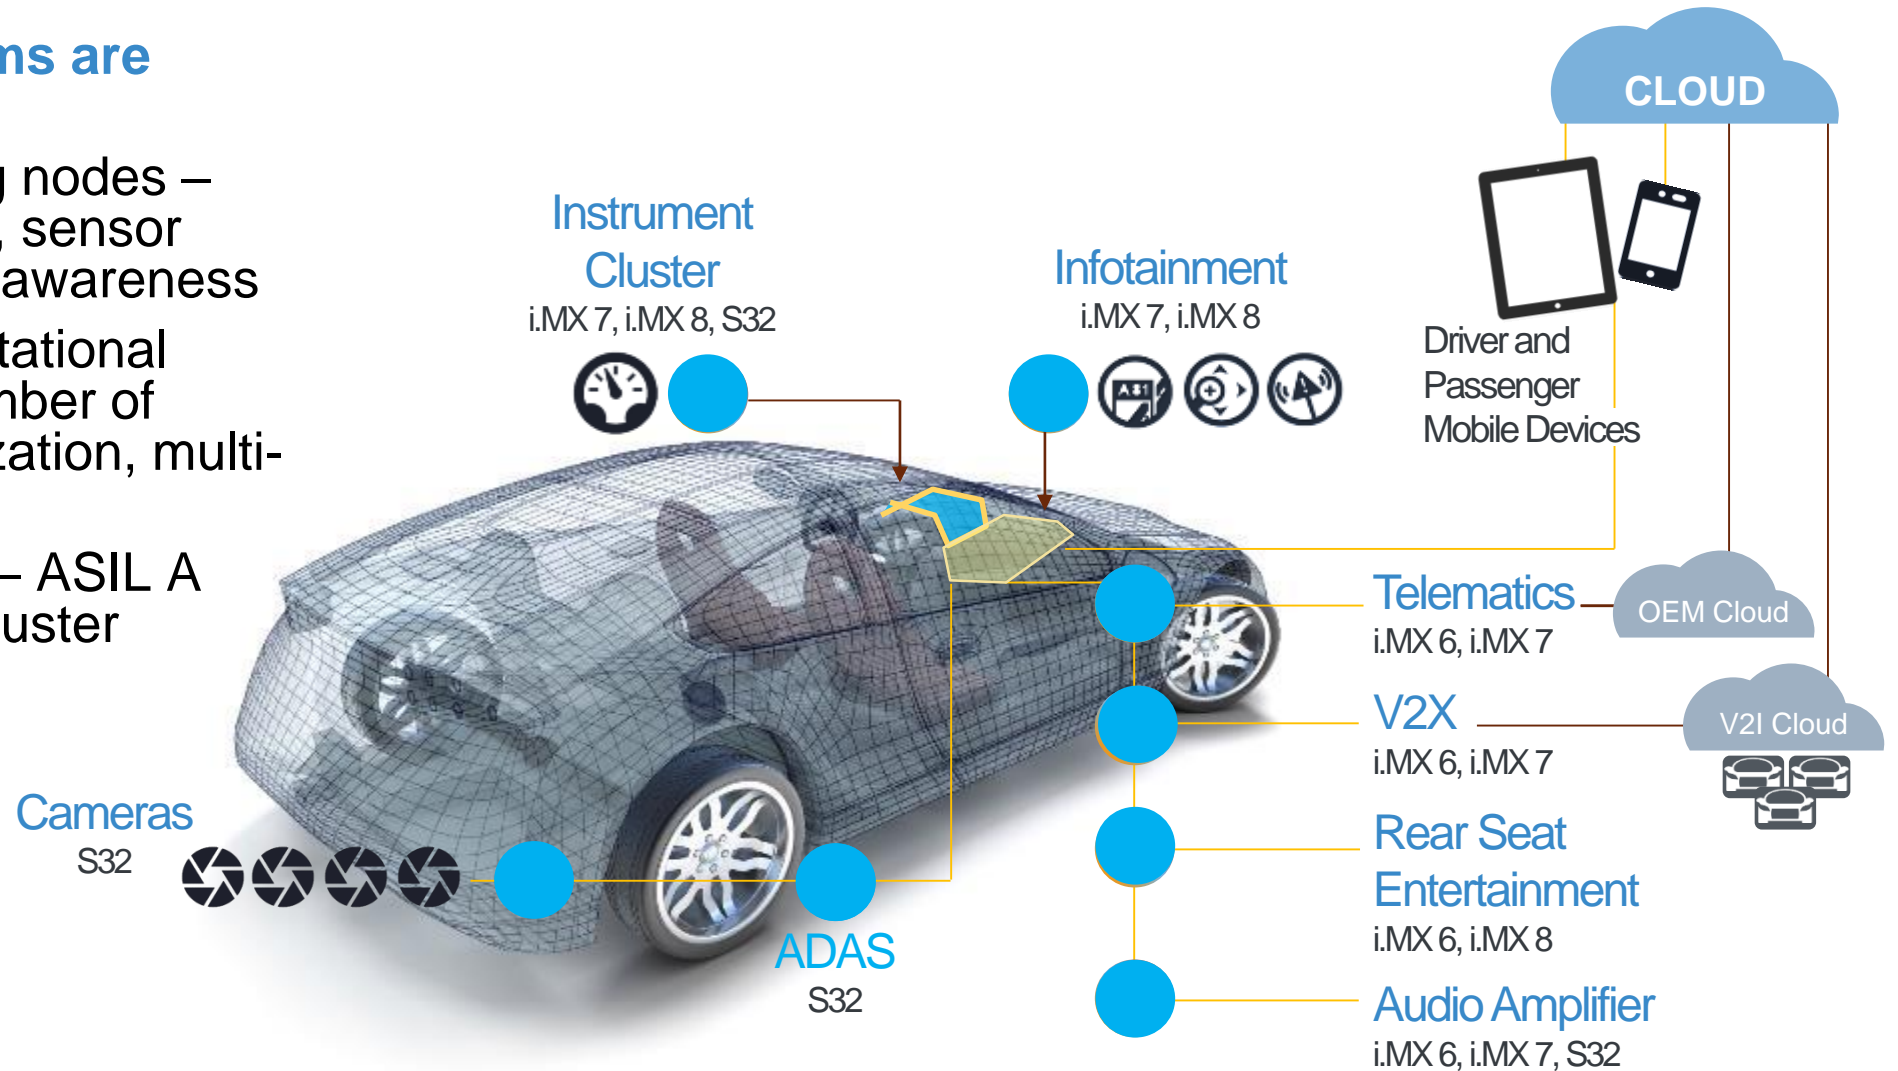 ms are
nodes –
, sensor
awareness
tational
mber of
zation, multi-
– ASIL A
uster
Instrument
Cluster
i.MX 7, i.MX 8, S32
Infotainment
i.MX 7, i.MX 8
A81
CLOUD
Driver and
Passenger
Mobile Devices
Telematics
i.MX 6, i.MX 7
OEM Cloud
V2X
i.MX 6, i.MX 7
V2I Cloud
Rear Seat
Entertainment
i.MX 6, i.MX 8
Audio Amplifier
i.MX 6, i.MX 7, S32
Cameras
S32
ADAS
S32